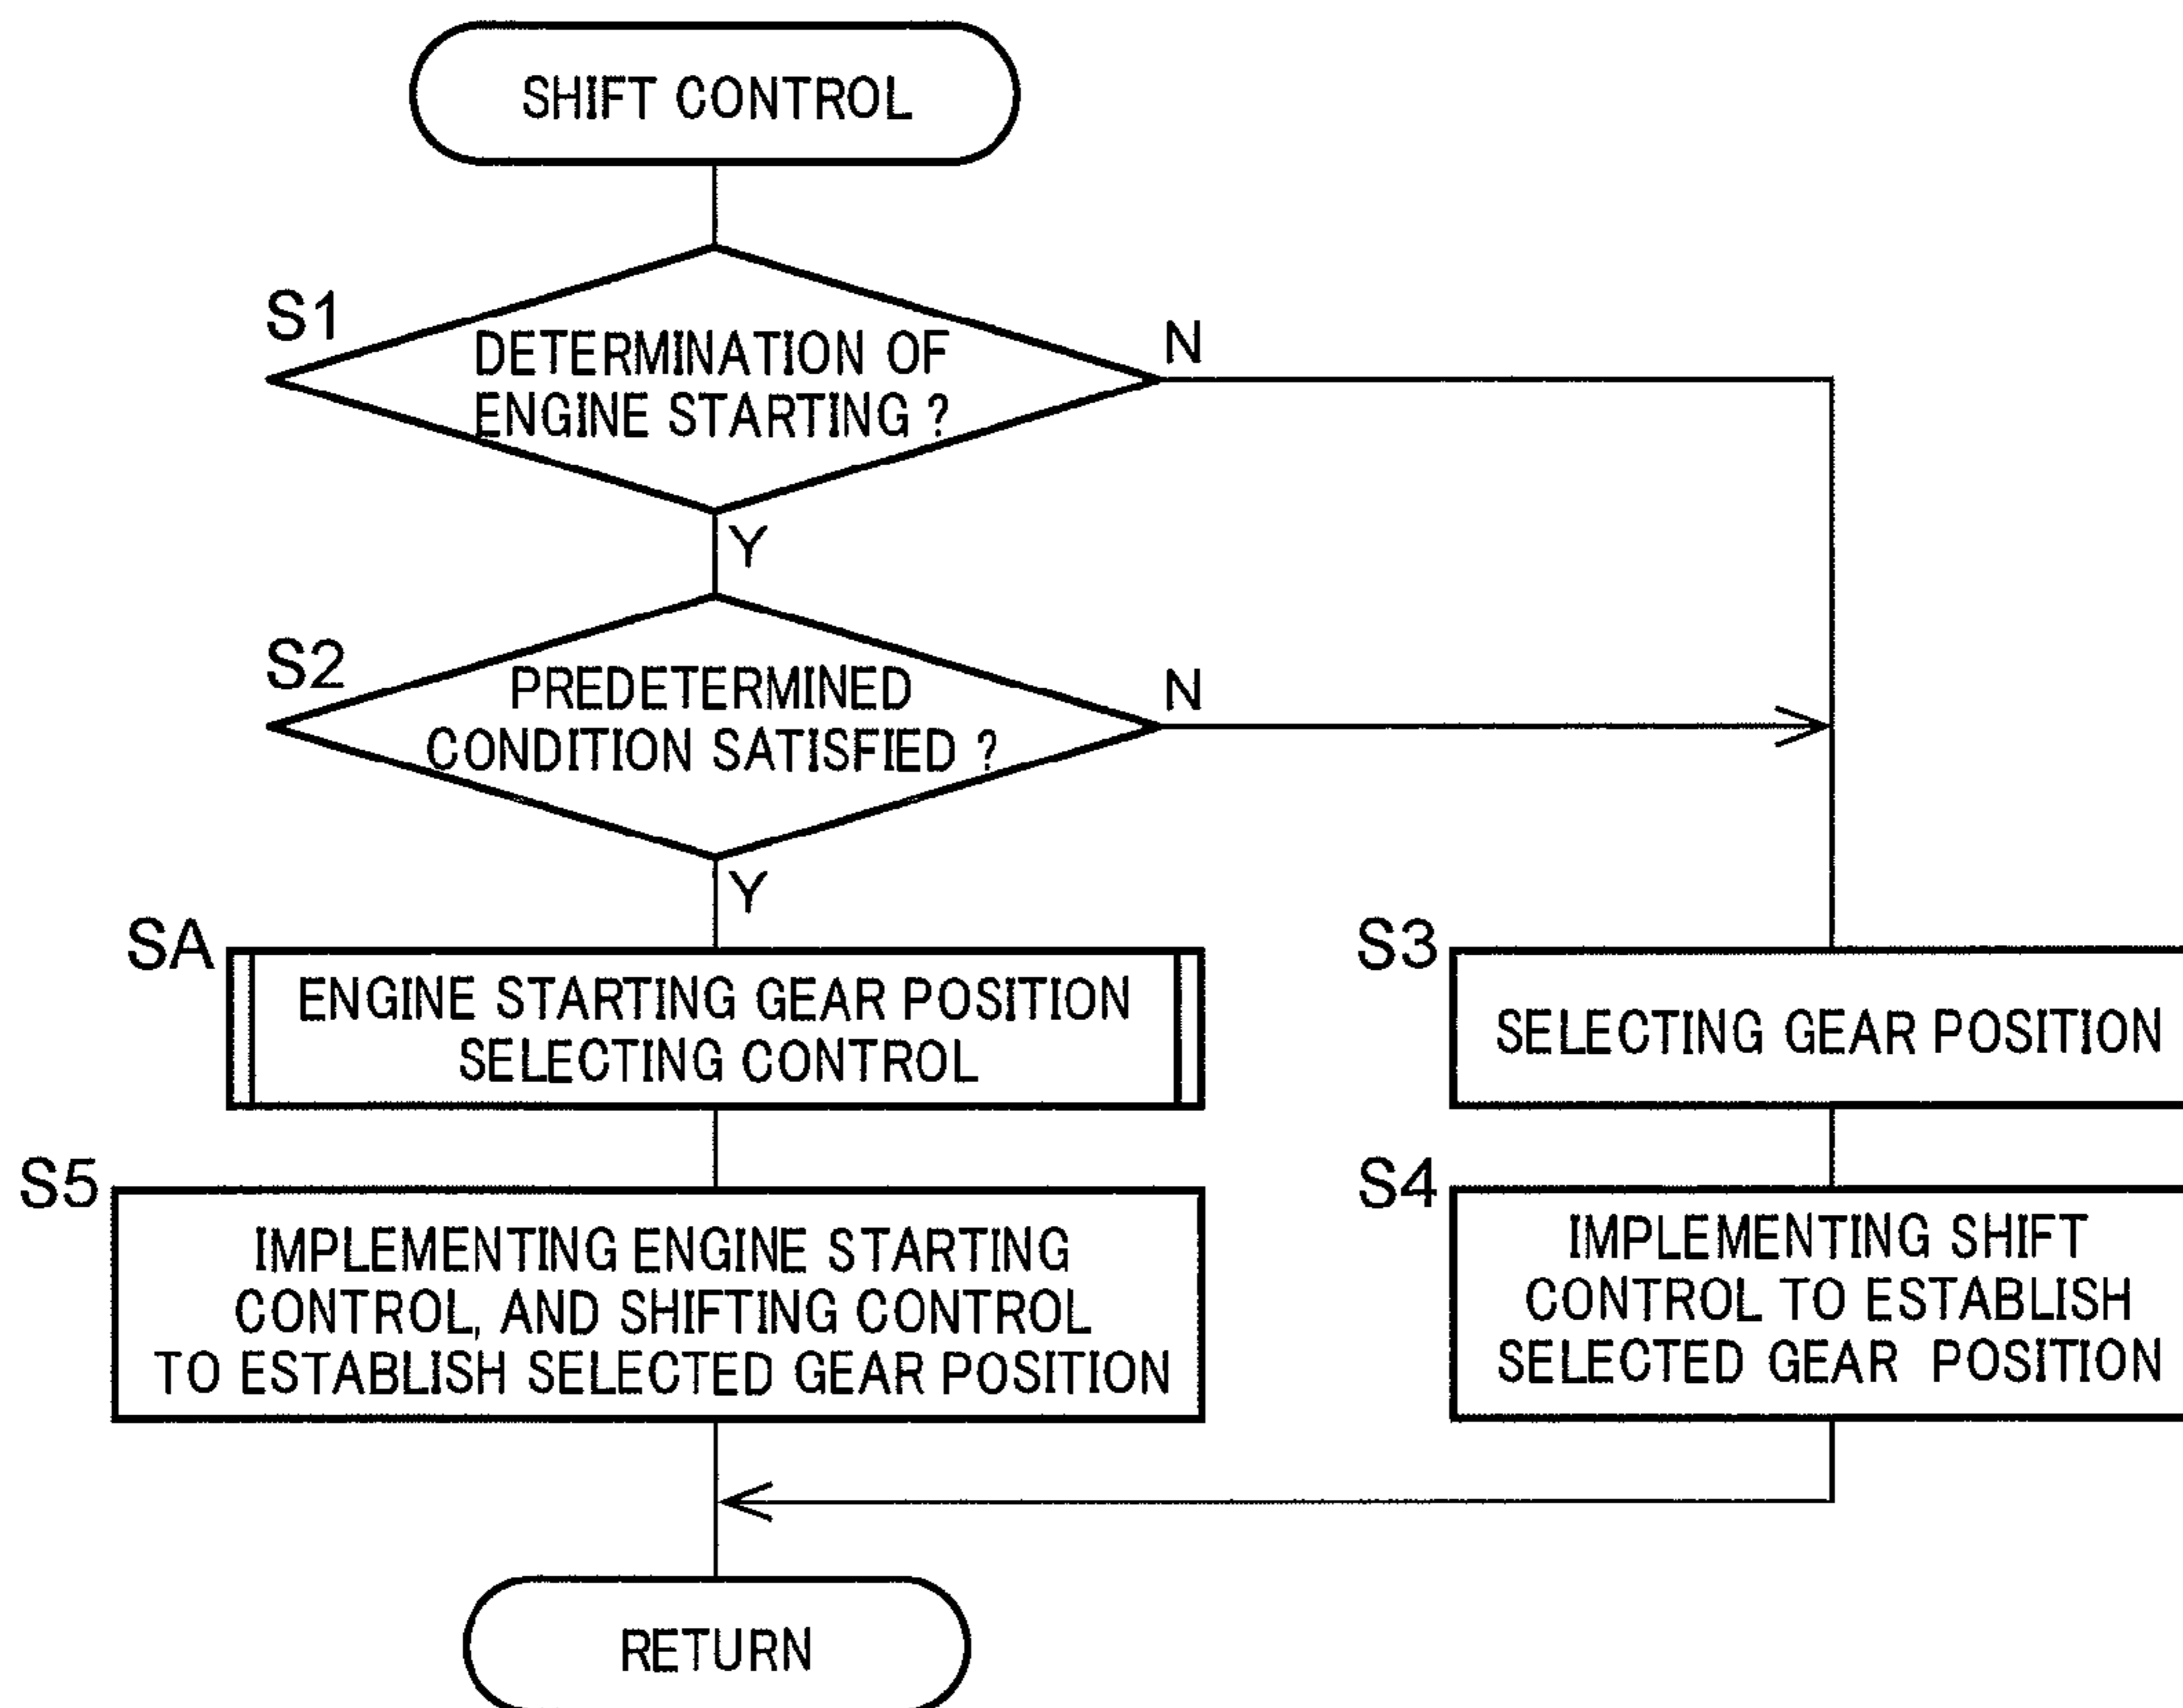 SHIFT CONTROL
S1
DETERMINATION OF
ENGINE STARTING ?
N
Y
S2
PREDETERMINED
CONDITION SATISFIED ?
N
Y
SA
ENGINE STARTING GEAR POSITION
SELECTING CONTROL
S3
SELECTING GEAR POSITION
S5
IMPLEMENTING ENGINE STARTING
CONTROL, AND SHIFTING CONTROL
TO ESTABLISH SELECTED GEAR POSITION
S4
IMPLEMENTING SHIFT
CONTROL TO ESTABLISH
SELECTED GEAR POSITION
RETURN